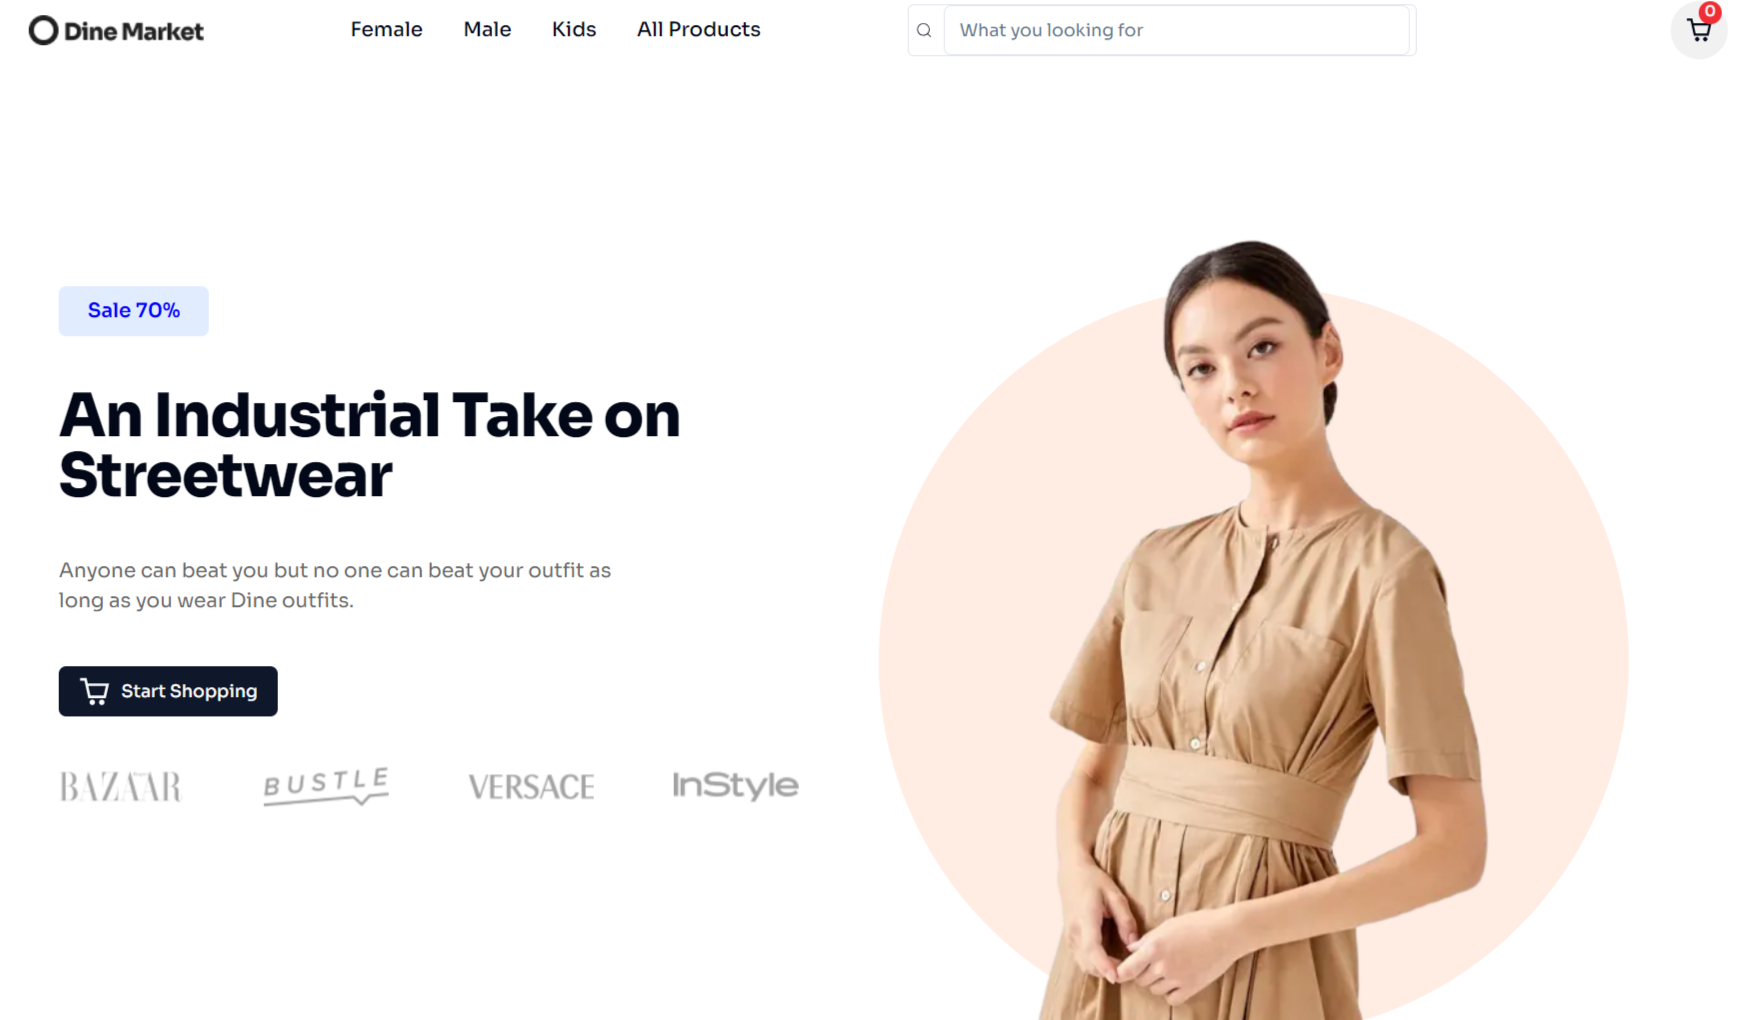 Dine Market
Female
Male
Kids
All Products
What you looking for
0
Sale 70%
An Industrial Take on
Streetwear
Anyone can beat you but no one can beat your outfit as
long as you wear Dine outfits.
Start Shopping
BAZAAR
BUSTLE
VERSACE
InStyle